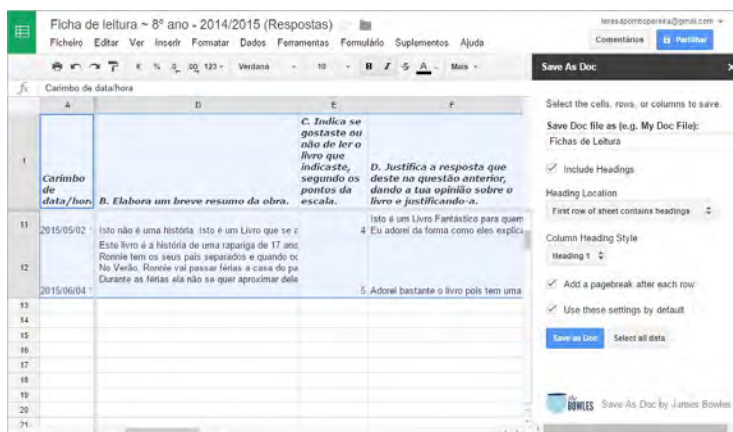 Ficha de leitura ~ 8º ano - 2014/2015 (Respostas)
teresapombopereira@gmail.com
Ficheiro Editar Ver Inserir Formatar Dados Ferramentas Formulário Suplementos Ajuda
Comentários Partilhar
€ % .0 .00 123 Verdana 10 B I S A Mais
Save As Doc x
fx Carimbo de data/hora
A D E F
Select the cells, rows, or columns to save.
Save Doc file as (e.g. My Doc File):
Fichas de Leitura
Include Headings
Heading Location
First row of sheet contains headings
Column Heading Style
Heading 1
Add a pagebreak after each row
Use these settings by default
Save as Doc Select all data
the BOWLES Save As Doc by James Bowles
1
Carimbo
de
data/hora
B. Elabora um breve resumo da obra.
C. Indica se
gostaste ou
não de ler o
livro que
indicaste,
segundo os
pontos da
escala.
D. Justifica a resposta que
deste na questão anterior,
dando a tua opinião sobre o
livro e justificando-a.
11
2015/05/02
Isto não é uma história. Isto é um Livro que se a
4
Isto é um Livro Fantástico para quem
Eu adorei da forma como eles explica
12
2015/06/04
Este livro é a história de uma rapariga de 17 ano
Ronnie tem os seus pais separados e quando oc
No Verão, Ronnie vai passar férias a casa do pa
Durante as férias ela não se quer aproximar dele
5
Adorei bastante o livro pois tem uma
13
14
15
16
17
18
19
20
21